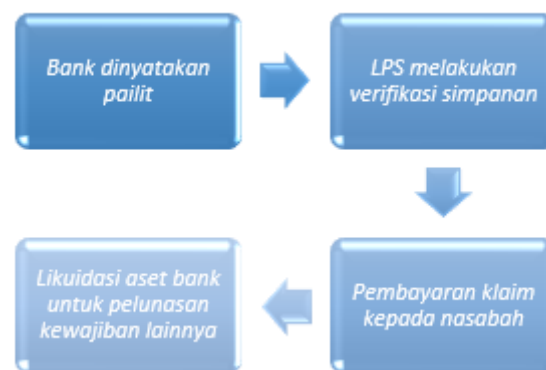 Bank dinyatakan
pailit
LPS melakukan
verifikasi simpanan
Pembayaran klaim
kepada nasabah
Likuidasi aset bank
untuk pelunasan
kewajiban lainnya